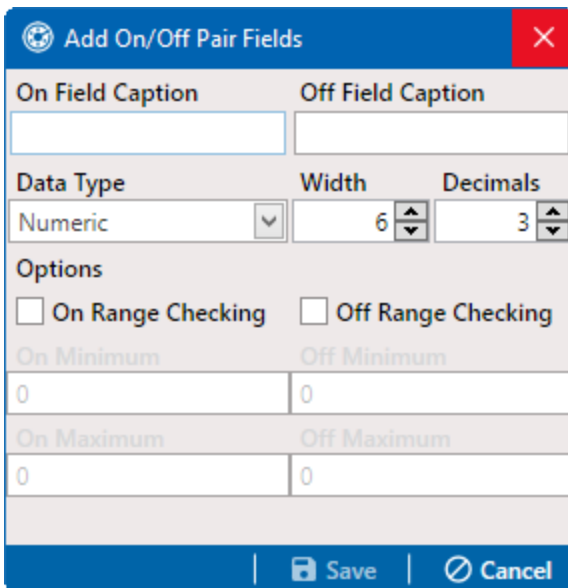 Add On/Off Pair Fields
On Field Caption Off Field Caption
Data Type Width Decimals
Numeric 6 3
Options
On Range Checking Off Range Checking
On Minimum Off Minimum
0 0
On Maximum Off Maximum
0 0
Save Cancel